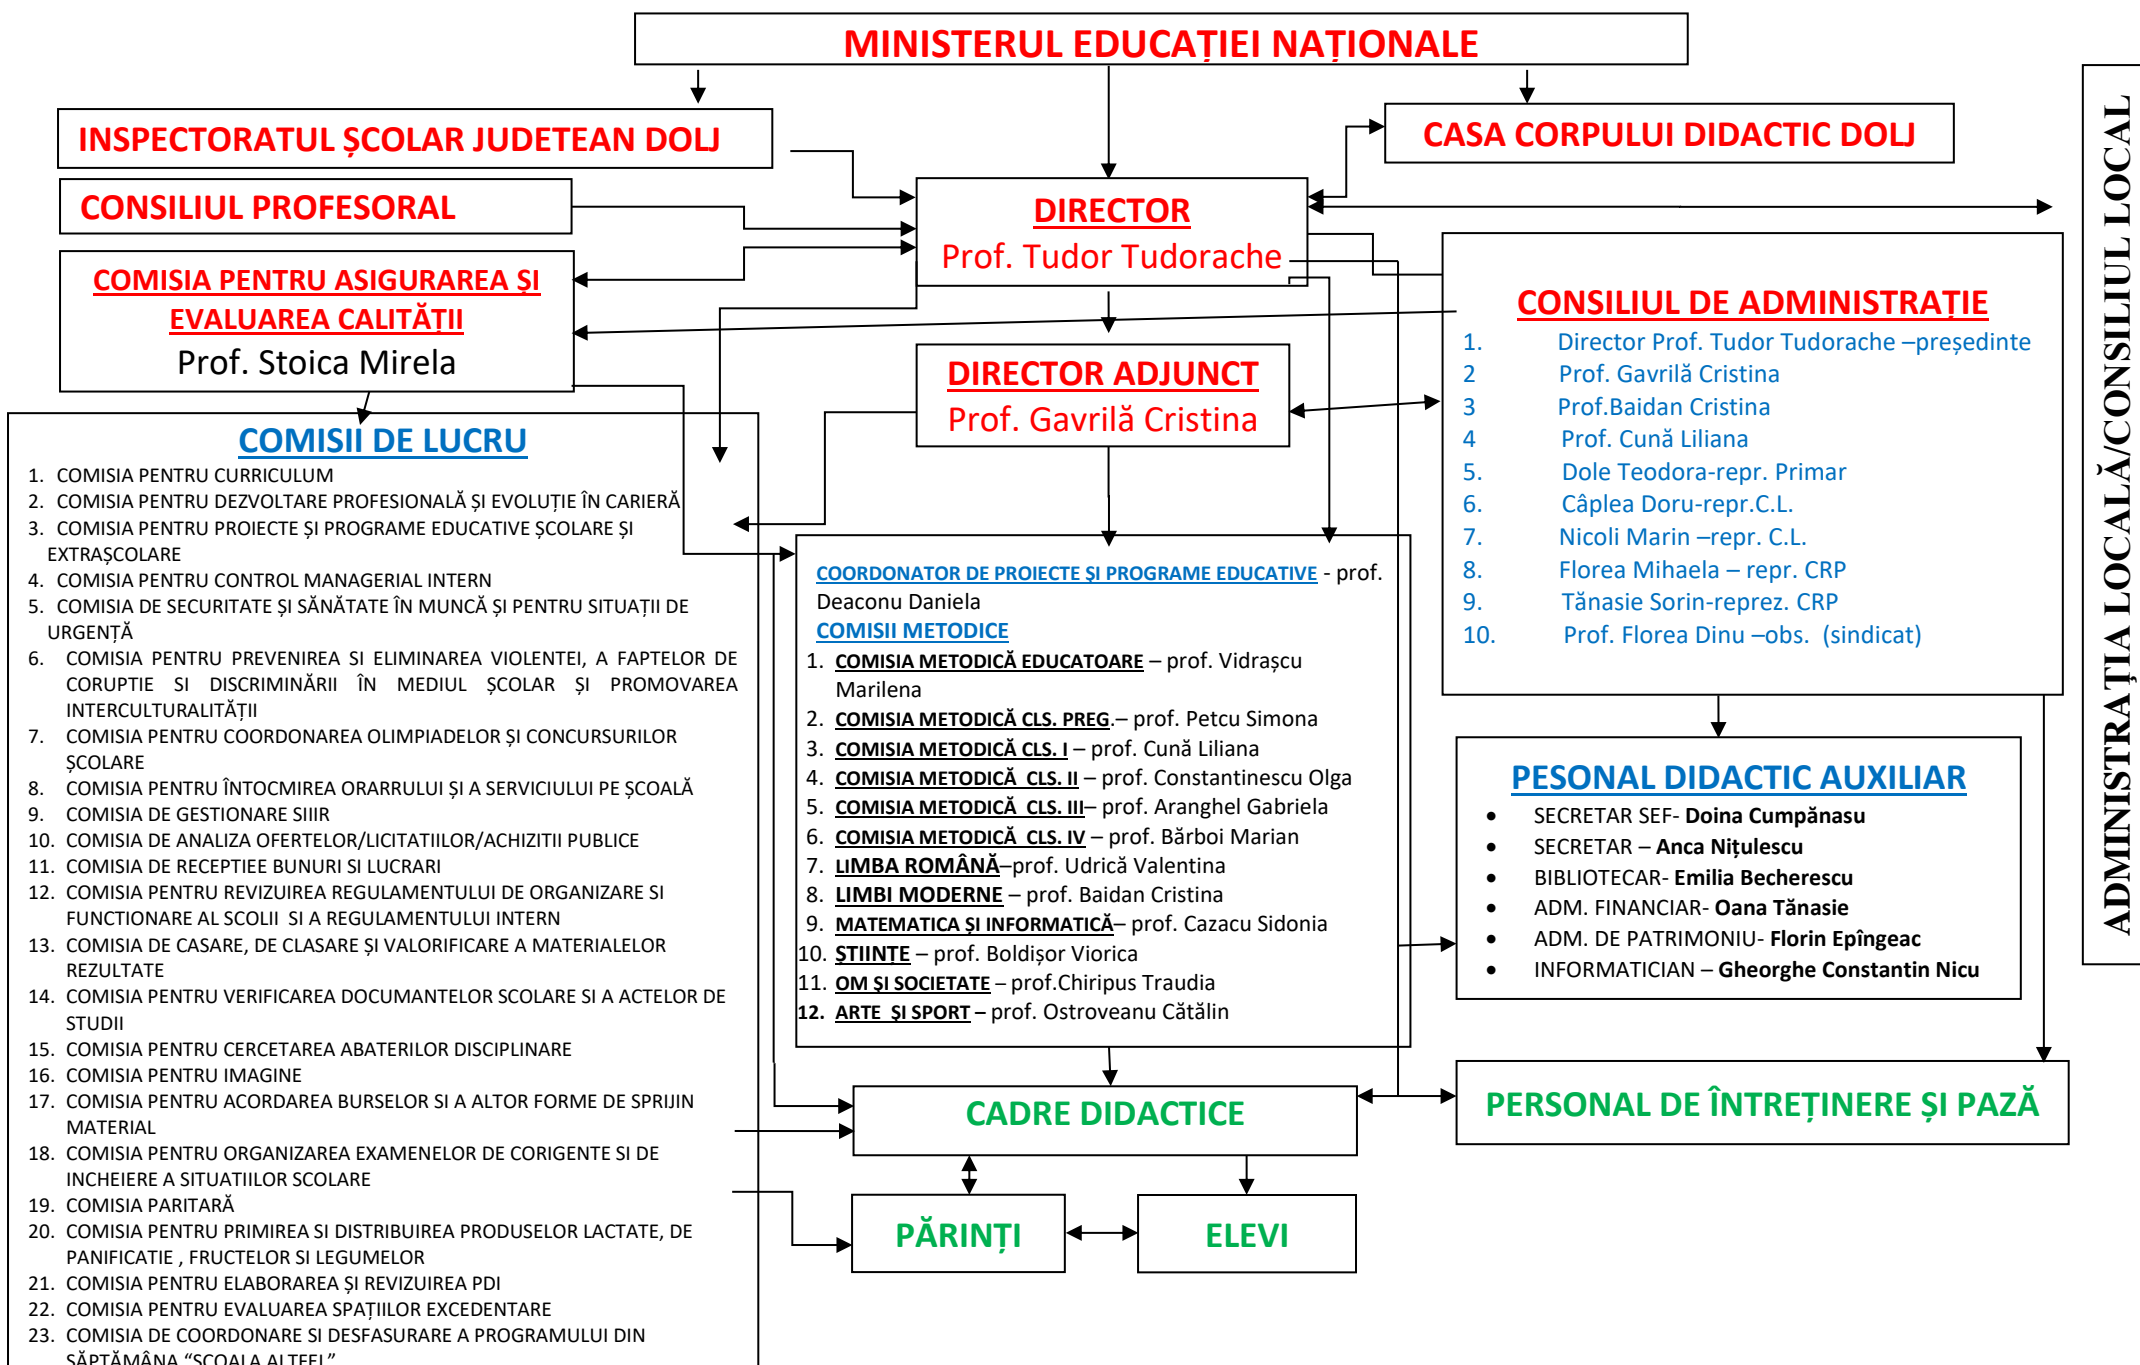 MINISTERUL EDUCAȚIEI NAȚIONALE
INSPECTORATUL ȘCOLAR JUDETEAN DOLJ
CASA CORPULUI DIDACTIC DOLJ
CONSILIUL PROFESORAL
DIRECTOR
Prof. Tudor Tudorache
COMISIA PENTRU ASIGURAREA ȘI
EVALUAREA CALITĂȚII
Prof. Stoica Mirela
DIRECTOR ADJUNCT
Prof. Gavrilă Cristina
CONSILIUL DE ADMINISTRAȚIE
1. Director Prof. Tudor Tudorache –președinte
2 Prof. Gavrilă Cristina
3 Prof.Baidan Cristina
4 Prof. Cună Liliana
5. Dole Teodora-repr. Primar
6. Câplea Doru-repr.C.L.
7. Nicoli Marin –repr. C.L.
8. Florea Mihaela – repr. CRP
9. Tănasie Sorin-reprez. CRP
10. Prof. Florea Dinu –obs. (sindicat)
ADMINISTRAŢIA LOCALĂ/CONSILIUL LOCAL
COMISII DE LUCRU
1. COMISIA PENTRU CURRICULUM
2. COMISIA PENTRU DEZVOLTARE PROFESIONALĂ ȘI EVOLUȚIE ÎN CARIERĂ
3. COMISIA PENTRU PROIECTE ȘI PROGRAME EDUCATIVE ȘCOLARE ȘI
EXTRAȘCOLARE
4. COMISIA PENTRU CONTROL MANAGERIAL INTERN
5. COMISIA DE SECURITATE ȘI SĂNĂTATE ÎN MUNCĂ ȘI PENTRU SITUAȚII DE
URGENȚĂ
6. COMISIA PENTRU PREVENIREA SI ELIMINAREA VIOLENTEI, A FAPTELOR DE
CORUPTIE SI DISCRIMINĂRII ÎN MEDIUL ȘCOLAR ȘI PROMOVAREA
INTERCULTURALITĂȚII
7. COMISIA PENTRU COORDONAREA OLIMPIADELOR ȘI CONCURSURILOR
ȘCOLARE
8. COMISIA PENTRU ÎNTOCMIREA ORARRULUI ȘI A SERVICIULUI PE ȘCOALĂ
9. COMISIA DE GESTIONARE SIIIR
10. COMISIA DE ANALIZA OFERTELOR/LICITATIILOR/ACHIZITII PUBLICE
11. COMISIA DE RECEPTIEE BUNURI SI LUCRARI
12. COMISIA PENTRU REVIZUIREA REGULAMENTULUI DE ORGANIZARE SI
FUNCTIONARE AL SCOLII SI A REGULAMENTULUI INTERN
13. COMISIA DE CASARE, DE CLASARE ȘI VALORIFICARE A MATERIALELOR
REZULTATE
14. COMISIA PENTRU VERIFICAREA DOCUMANTELOR SCOLARE SI A ACTELOR DE
STUDII
15. COMISIA PENTRU CERCETAREA ABATERILOR DISCIPLINARE
16. COMISIA PENTRU IMAGINE
17. COMISIA PENTRU ACORDAREA BURSELOR SI A ALTOR FORME DE SPRIJIN
MATERIAL
18. COMISIA PENTRU ORGANIZAREA EXAMENELOR DE CORIGENTE SI DE
INCHEIERE A SITUATIILOR SCOLARE
19. COMISIA PARITARĂ
20. COMISIA PENTRU PRIMIREA SI DISTRIBUIREA PRODUSELOR LACTATE, DE
PANIFICATIE , FRUCTELOR SI LEGUMELOR
21. COMISIA PENTRU ELABORAREA ȘI REVIZUIREA PDI
22. COMISIA PENTRU EVALUAREA SPAȚIILOR EXCEDENTARE
23. COMISIA DE COORDONARE SI DESFASURARE A PROGRAMULUI DIN
SĂPTĂMÂNA “ȘCOALA ALTFEL”
COORDONATOR DE PROIECTE ŞI PROGRAME EDUCATIVE - prof.
Deaconu Daniela
COMISII METODICE
1. COMISIA METODICĂ EDUCATOARE – prof. Vidrașcu
Marilena
2. COMISIA METODICĂ CLS. PREG.– prof. Petcu Simona
3. COMISIA METODICĂ CLS. I – prof. Cună Liliana
4. COMISIA METODICĂ CLS. II – prof. Constantinescu Olga
5. COMISIA METODICĂ CLS. III– prof. Aranghel Gabriela
6. COMISIA METODICĂ CLS. IV – prof. Bărboi Marian
7. LIMBA ROMÂNĂ–prof. Udrică Valentina
8. LIMBI MODERNE – prof. Baidan Cristina
9. MATEMATICA ȘI INFORMATICĂ– prof. Cazacu Sidonia
10. ȘTIINȚE – prof. Boldișor Viorica
11. OM ŞI SOCIETATE – prof.Chiripus Traudia
12. ARTE ŞI SPORT – prof. Ostroveanu Cătălin
PESONAL DIDACTIC AUXILIAR
• SECRETAR SEF- Doina Cumpănasu
• SECRETAR – Anca Nițulescu
• BIBLIOTECAR- Emilia Becherescu
• ADM. FINANCIAR- Oana Tănasie
• ADM. DE PATRIMONIU- Florin Epîngeac
• INFORMATICIAN – Gheorghe Constantin Nicu
CADRE DIDACTICE
PERSONAL DE ÎNTREȚINERE ȘI PAZĂ
PĂRINȚI
ELEVI